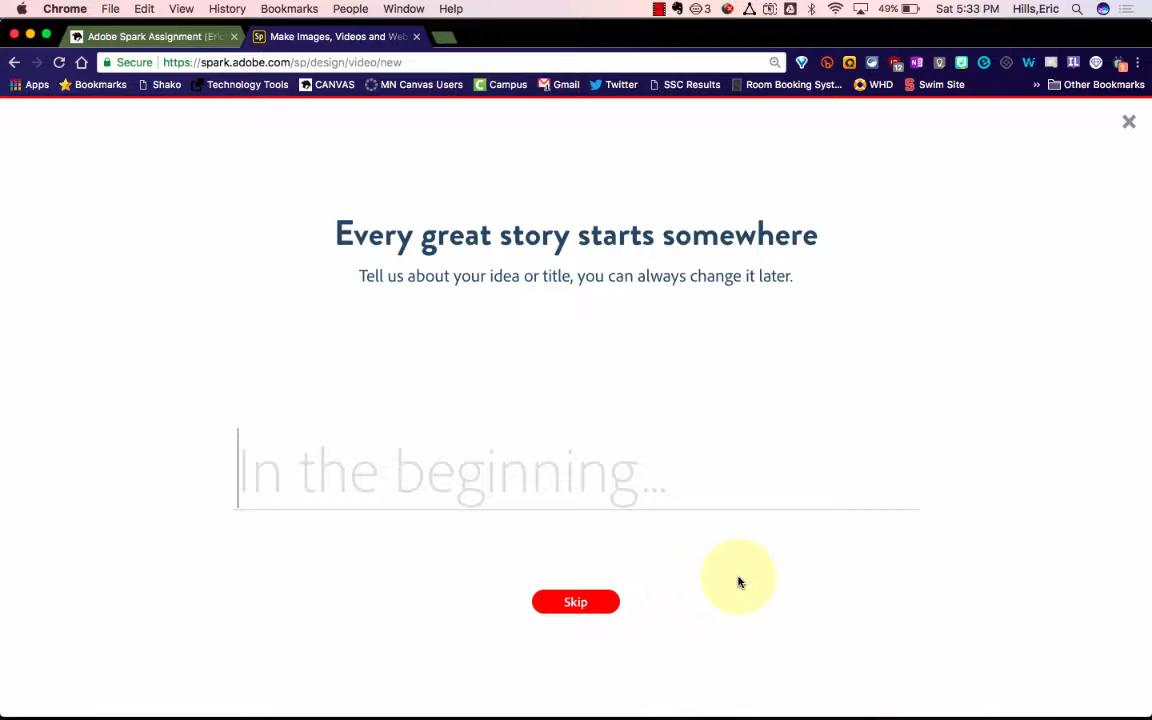 Chrome File Edit View History Bookmarks People Window Help 3 49% Sat 5:33 PM Hills,Eric
Adobe Spark Assignment (Eric Make Images, Videos and Web
Secure https://spark.adobe.com/sp/design/video/new
Apps Bookmarks Shako Technology Tools CANVAS MN Canvas Users Campus Gmail Twitter SSC Results Room Booking Syst... WHD Swim Site » Other Bookmarks
Every great story starts somewhere
Tell us about your idea or title, you can always change it later.
In the beginning...
Skip